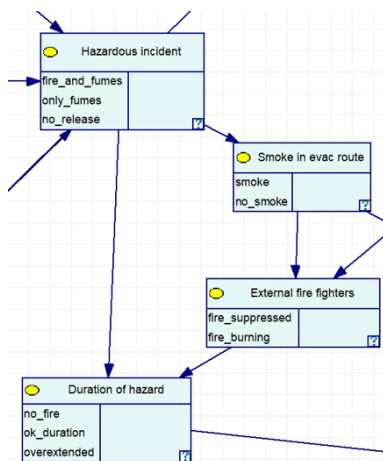 Hazardous incident
fire_and_fumes
only_fumes
no_release
?
Smoke in evac route
smoke
no_smoke
?
External fire fighters
fire_suppressed
fire_burning
?
Duration of hazard
no_fire
ok_duration
overextended
?